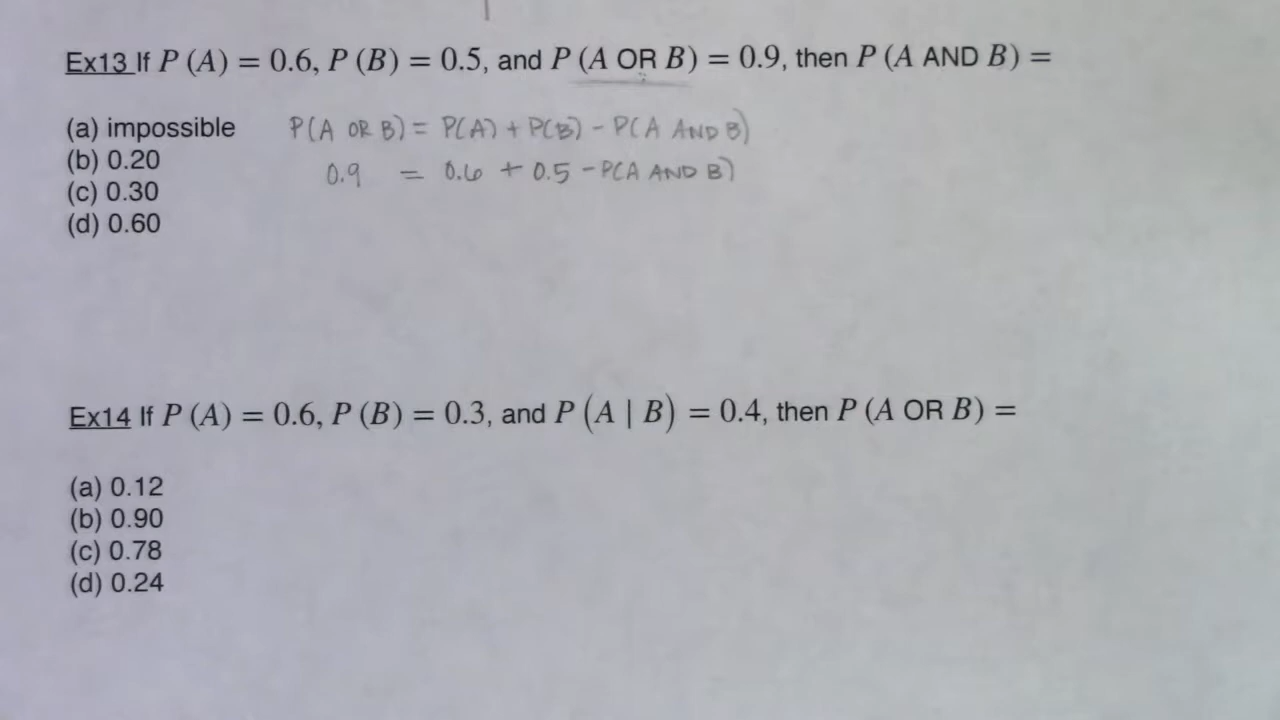 Ex13 If P (A) = 0.6, P (B) = 0.5, and P (A OR B) = 0.9, then P (A AND B) =
(a) impossible P(A OR B) = P(A) + P(B) - P(A AND B)
(b) 0.20 0.9 = 0.6 + 0.5 - P(A AND B)
(c) 0.30
(d) 0.60
Ex14 If P (A) = 0.6, P (B) = 0.3, and P (A | B) = 0.4, then P (A OR B) =
(a) 0.12
(b) 0.90
(c) 0.78
(d) 0.24